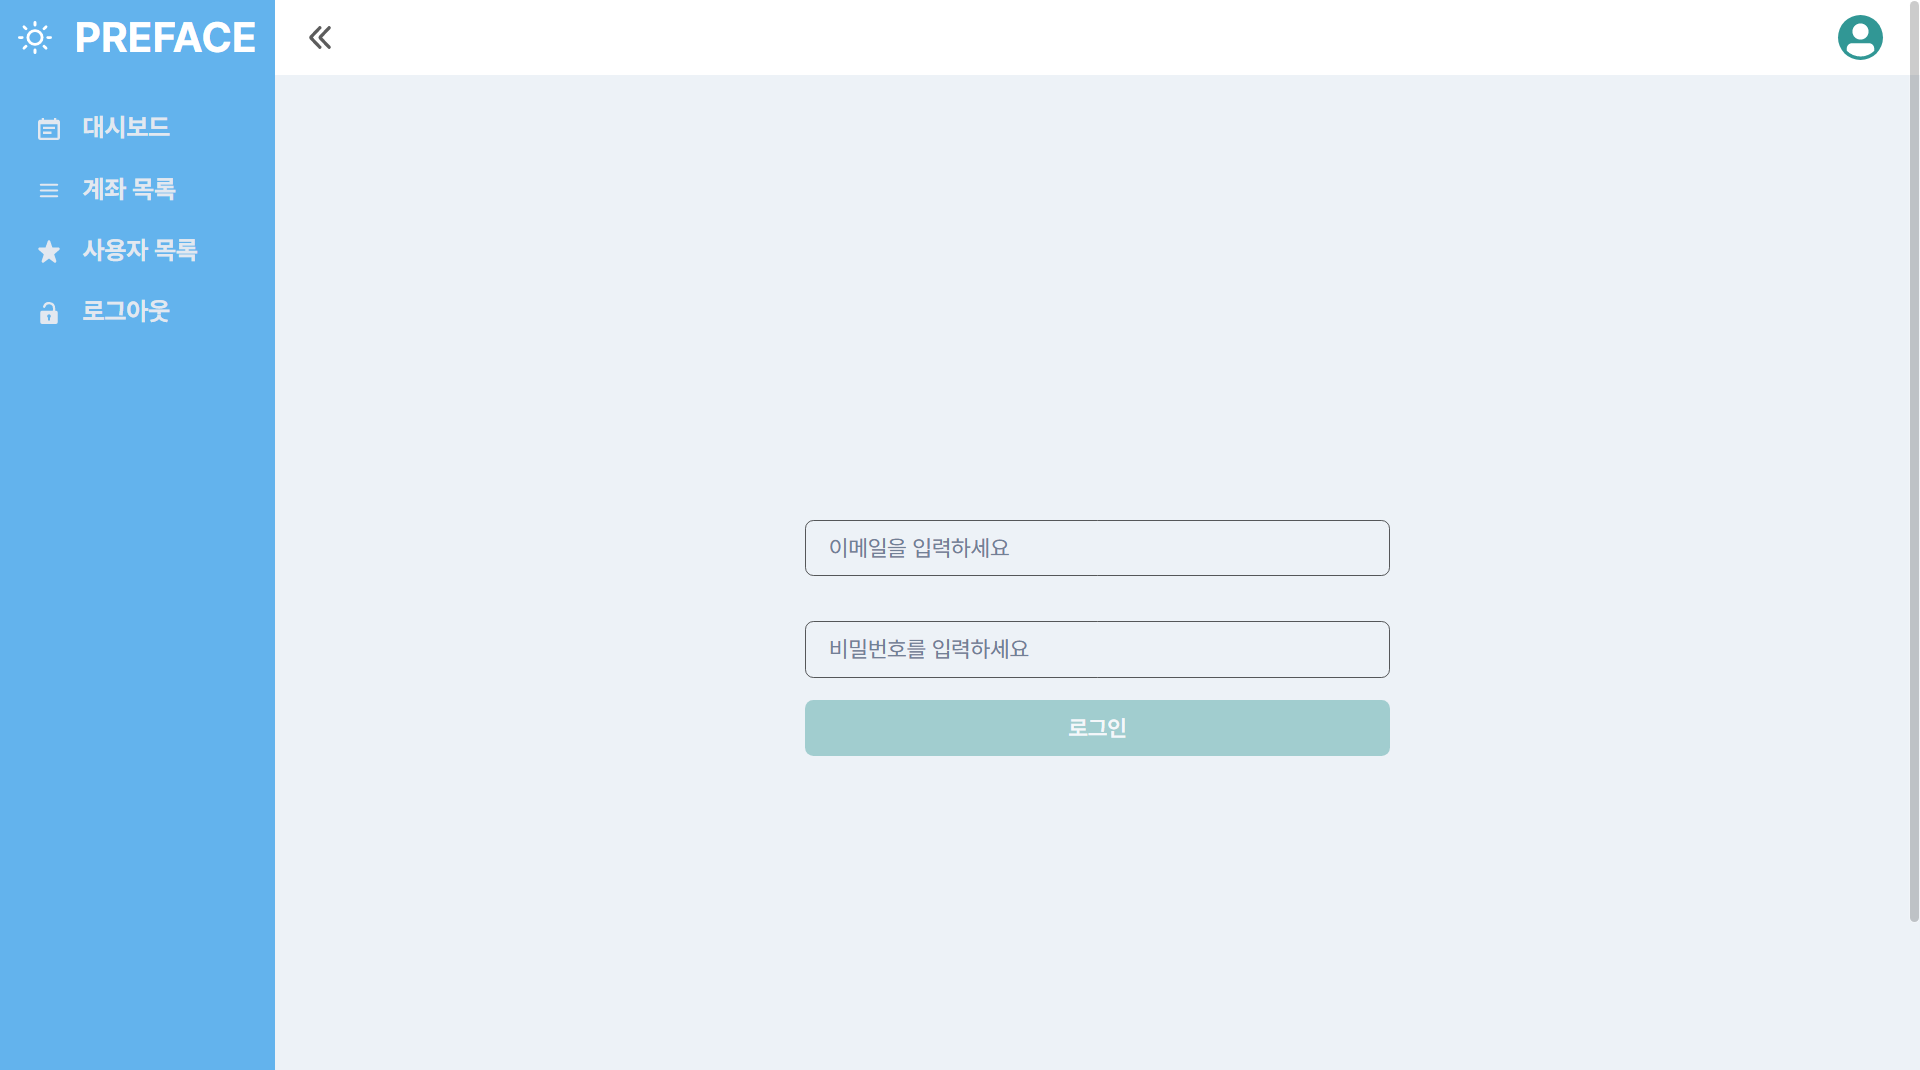 PREFACE
대시보드
계좌 목록
사용자 목록
로그아웃
이메일을 입력하세요
비밀번호를 입력하세요
로그인